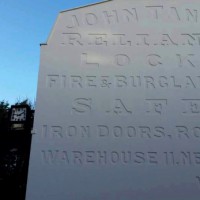 JOHN TAN
RELIAN
LOCK
FIRE & BURGLA
SAFE
IRON DOORS, RO
WAREHOUSE 11, NE